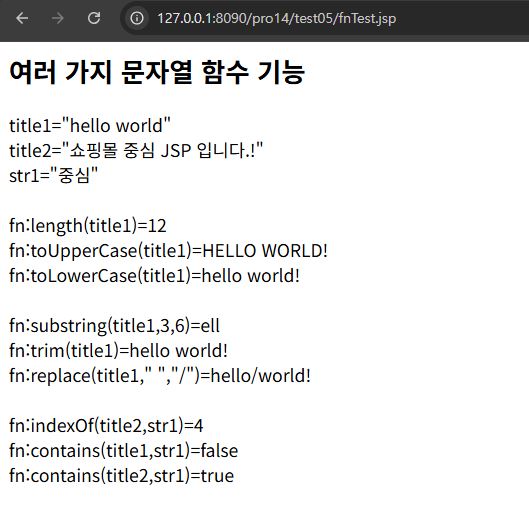 127.0.0.1:8090/pro14/test05/fnTest.jsp
여러 가지 문자열 함수 기능
title1="hello world"
title2="쇼핑몰 중심 JSP 입니다.!"
str1="중심"
fn:length(title1)=12
fn:toUpperCase(title1)=HELLO WORLD!
fn:toLowerCase(title1)=hello world!
fn:substring(title1,3,6)=ell
fn:trim(title1)=hello world!
fn:replace(title1," ","/")=hello/world!
fn:indexOf(title2,str1)=4
fn:contains(title1,str1)=false
fn:contains(title2,str1)=true